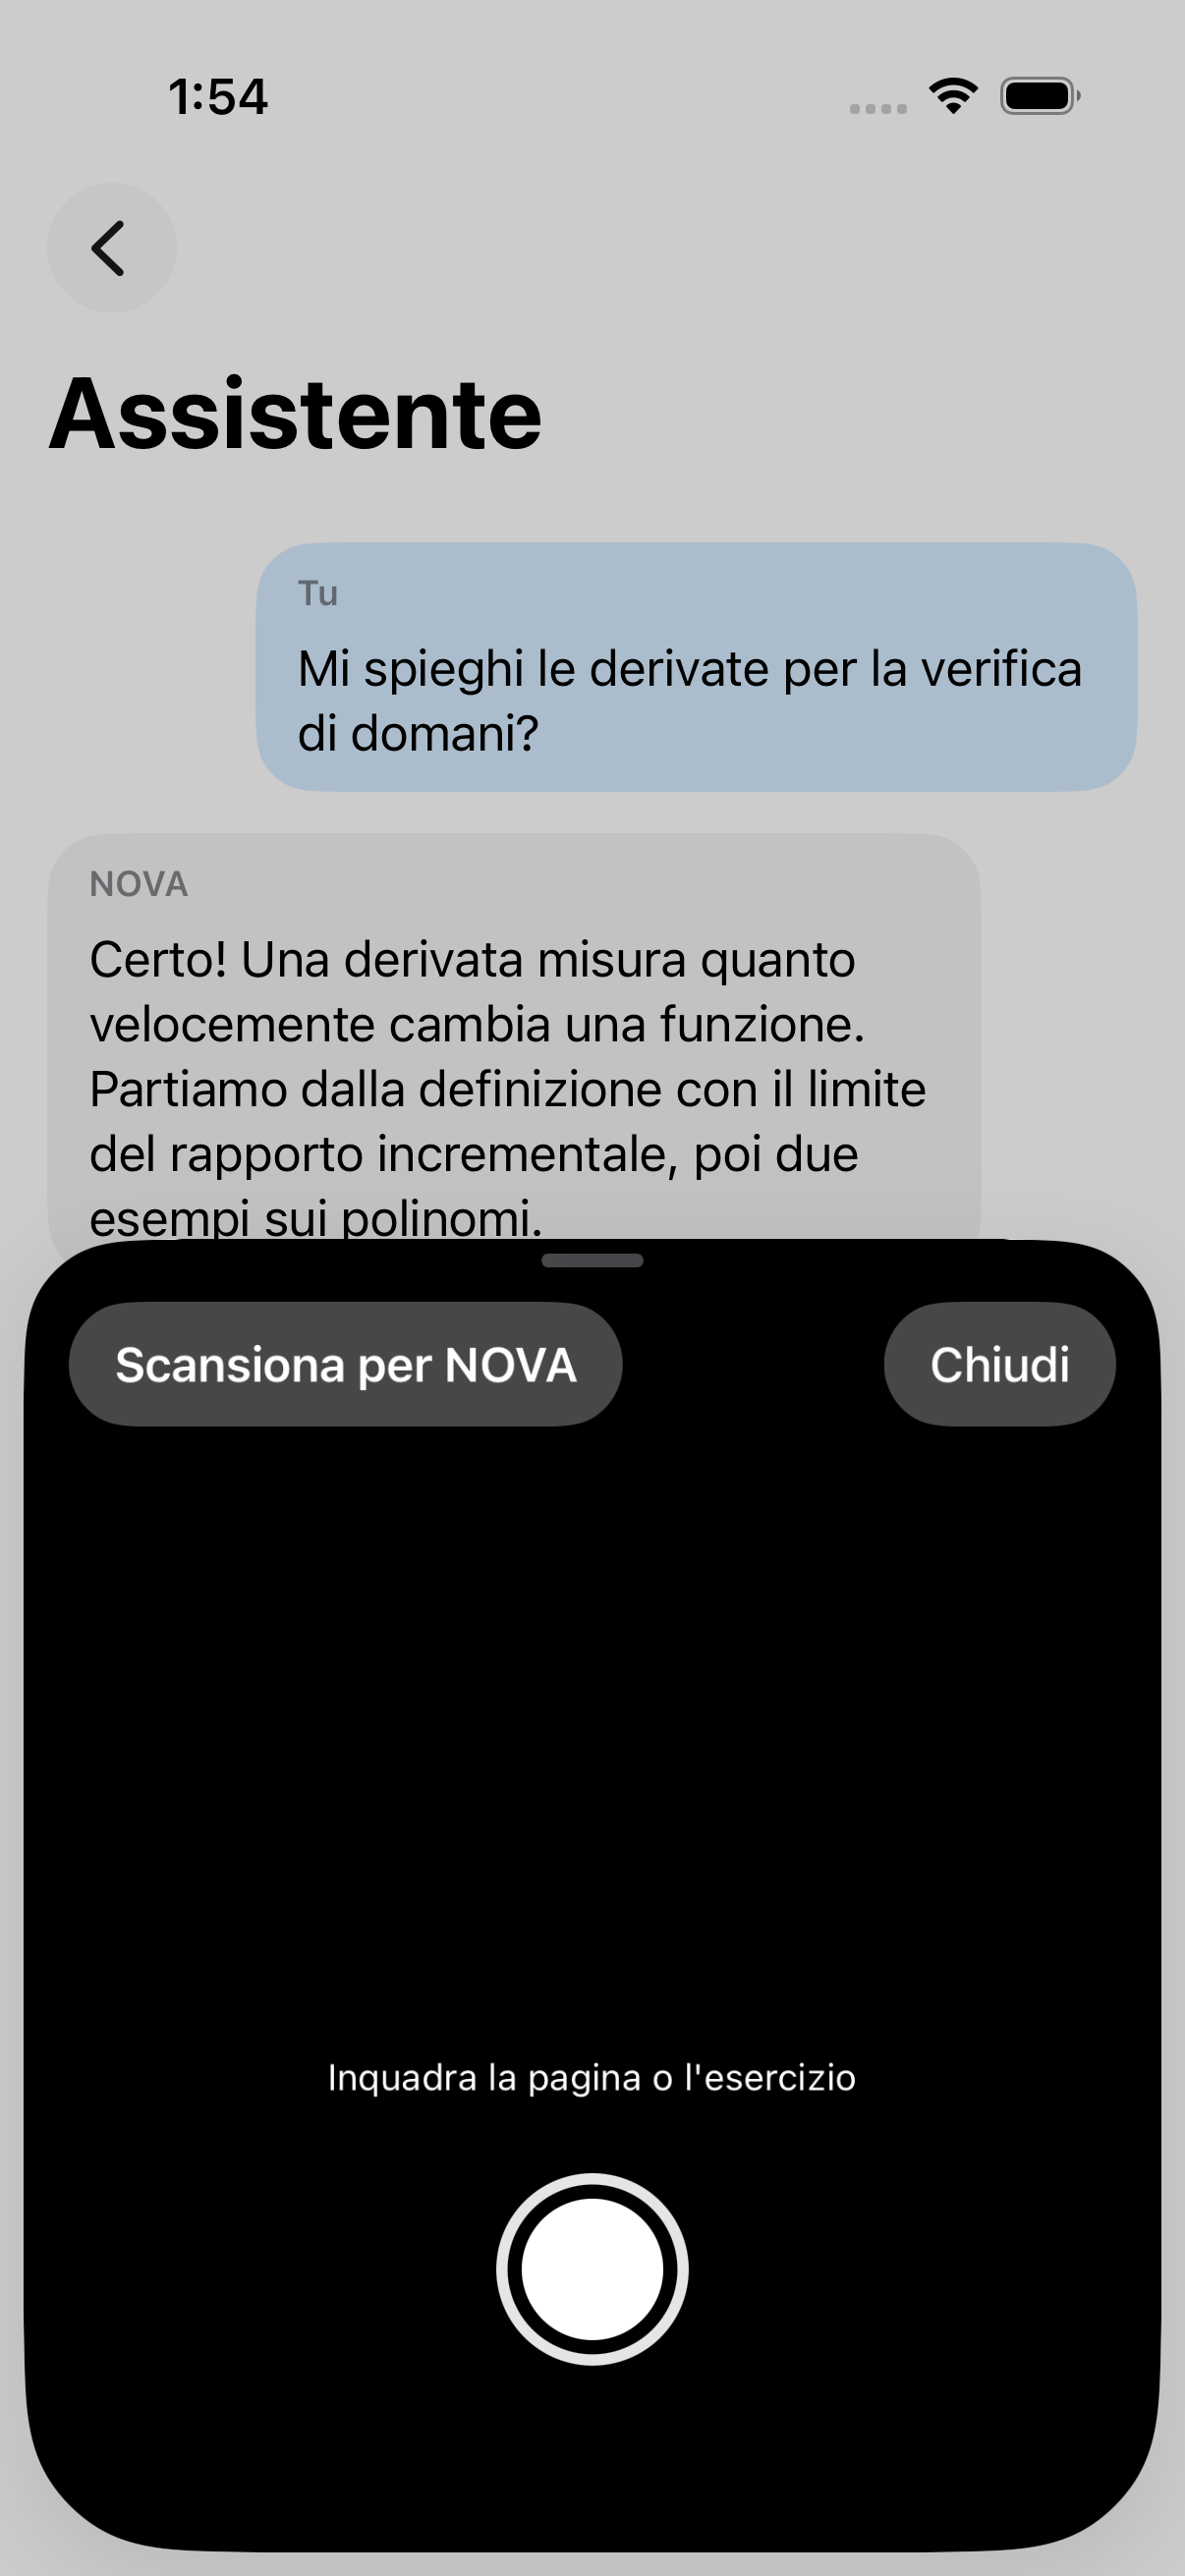 1:54
Assistente
Tu
Mi spieghi le derivate per la verifica
di domani?
NOVA
Certo! Una derivata misura quanto
velocemente cambia una funzione.
Partiamo dalla definizione con il limite
del rapporto incrementale, poi due
esempi sui polinomi.
Scansiona per NOVA
Chiudi
Inquadra la pagina o l'esercizio